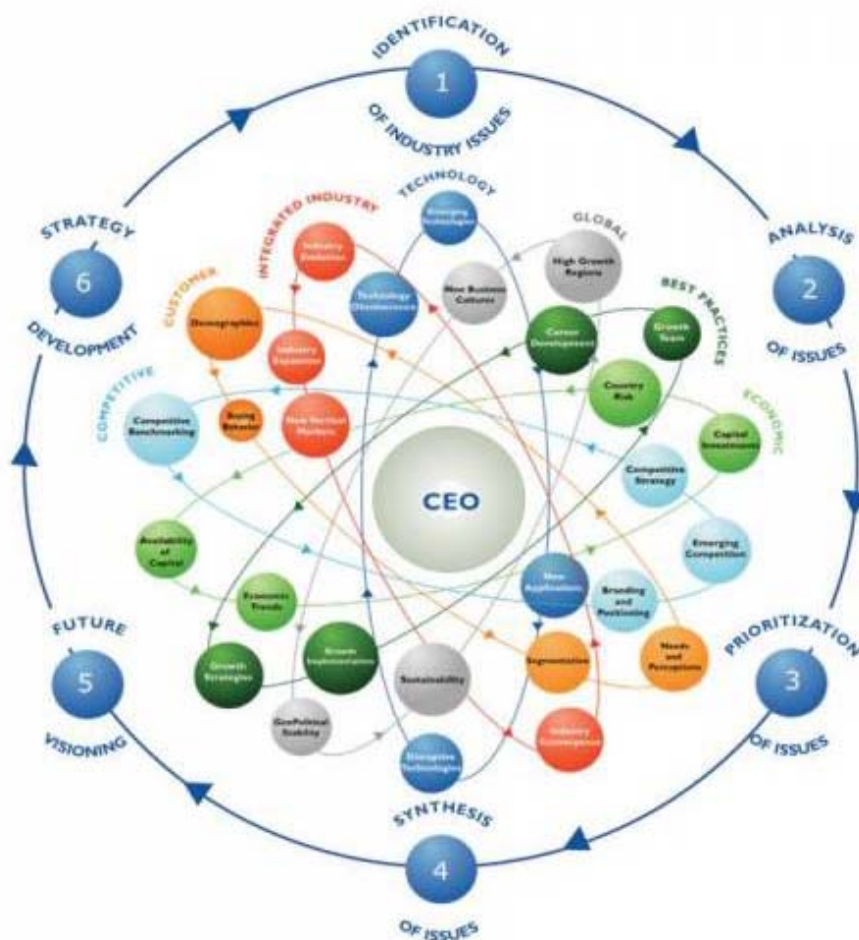 IDENTIFICATION
1
OF INDUSTRY ISSUES
ANALYSIS
2
OF ISSUES
PRIORITIZATION
3
OF ISSUES
SYNTHESIS
4
OF ISSUES
FUTURE
5
VISIONING
STRATEGY
6
DEVELOPMENT
TECHNOLOGY
Emerging
Technologies
Technology
Obsolescence
New
Applications
Disruptive
Technologies
INTEGRATED INDUSTRY
Industry
Evolution
Industry
Expansion
New Vertical
Markets
Industry
Convergence
GLOBAL
High Growth
Regions
New Business
Cultures
Sustainability
GeoPolitical
Stability
CUSTOMER
Demographics
Buying
Behavior
Segmentation
Needs
and
Perceptions
BEST PRACTICES
Career
Development
Growth
Team
Growth
Strategies
Growth
Implementation
COMPETITIVE
Competitive
Benchmarking
Competitive
Strategy
Emerging
Competition
Branding
and
Positioning
ECONOMIC
Country
Risk
Capital
Investments
Availability
of
Capital
Economic
Trends
CEO